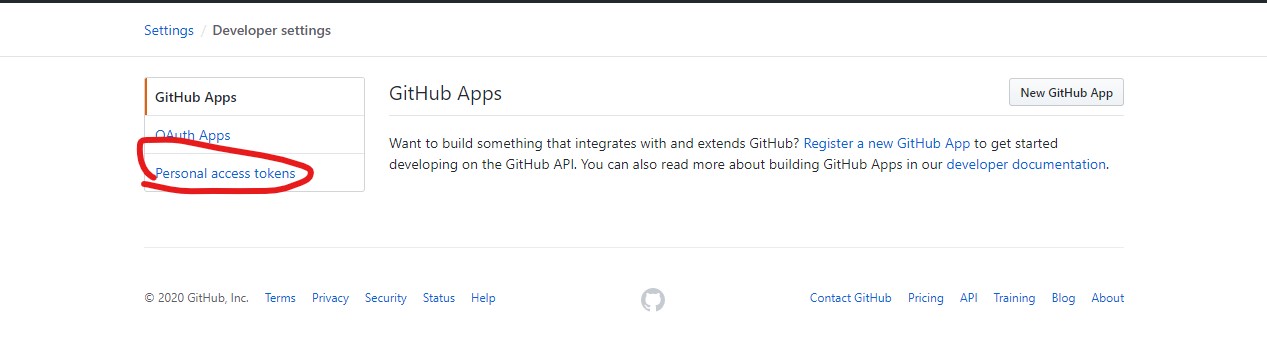 Settings / Developer settings
GitHub Apps
OAuth Apps
Personal access tokens
GitHub Apps
New GitHub App
Want to build something that integrates with and extends GitHub? Register a new GitHub App to get started
developing on the GitHub API. You can also read more about building GitHub Apps in our developer documentation.
© 2020 GitHub, Inc. Terms Privacy Security Status Help
Contact GitHub Pricing API Training Blog About